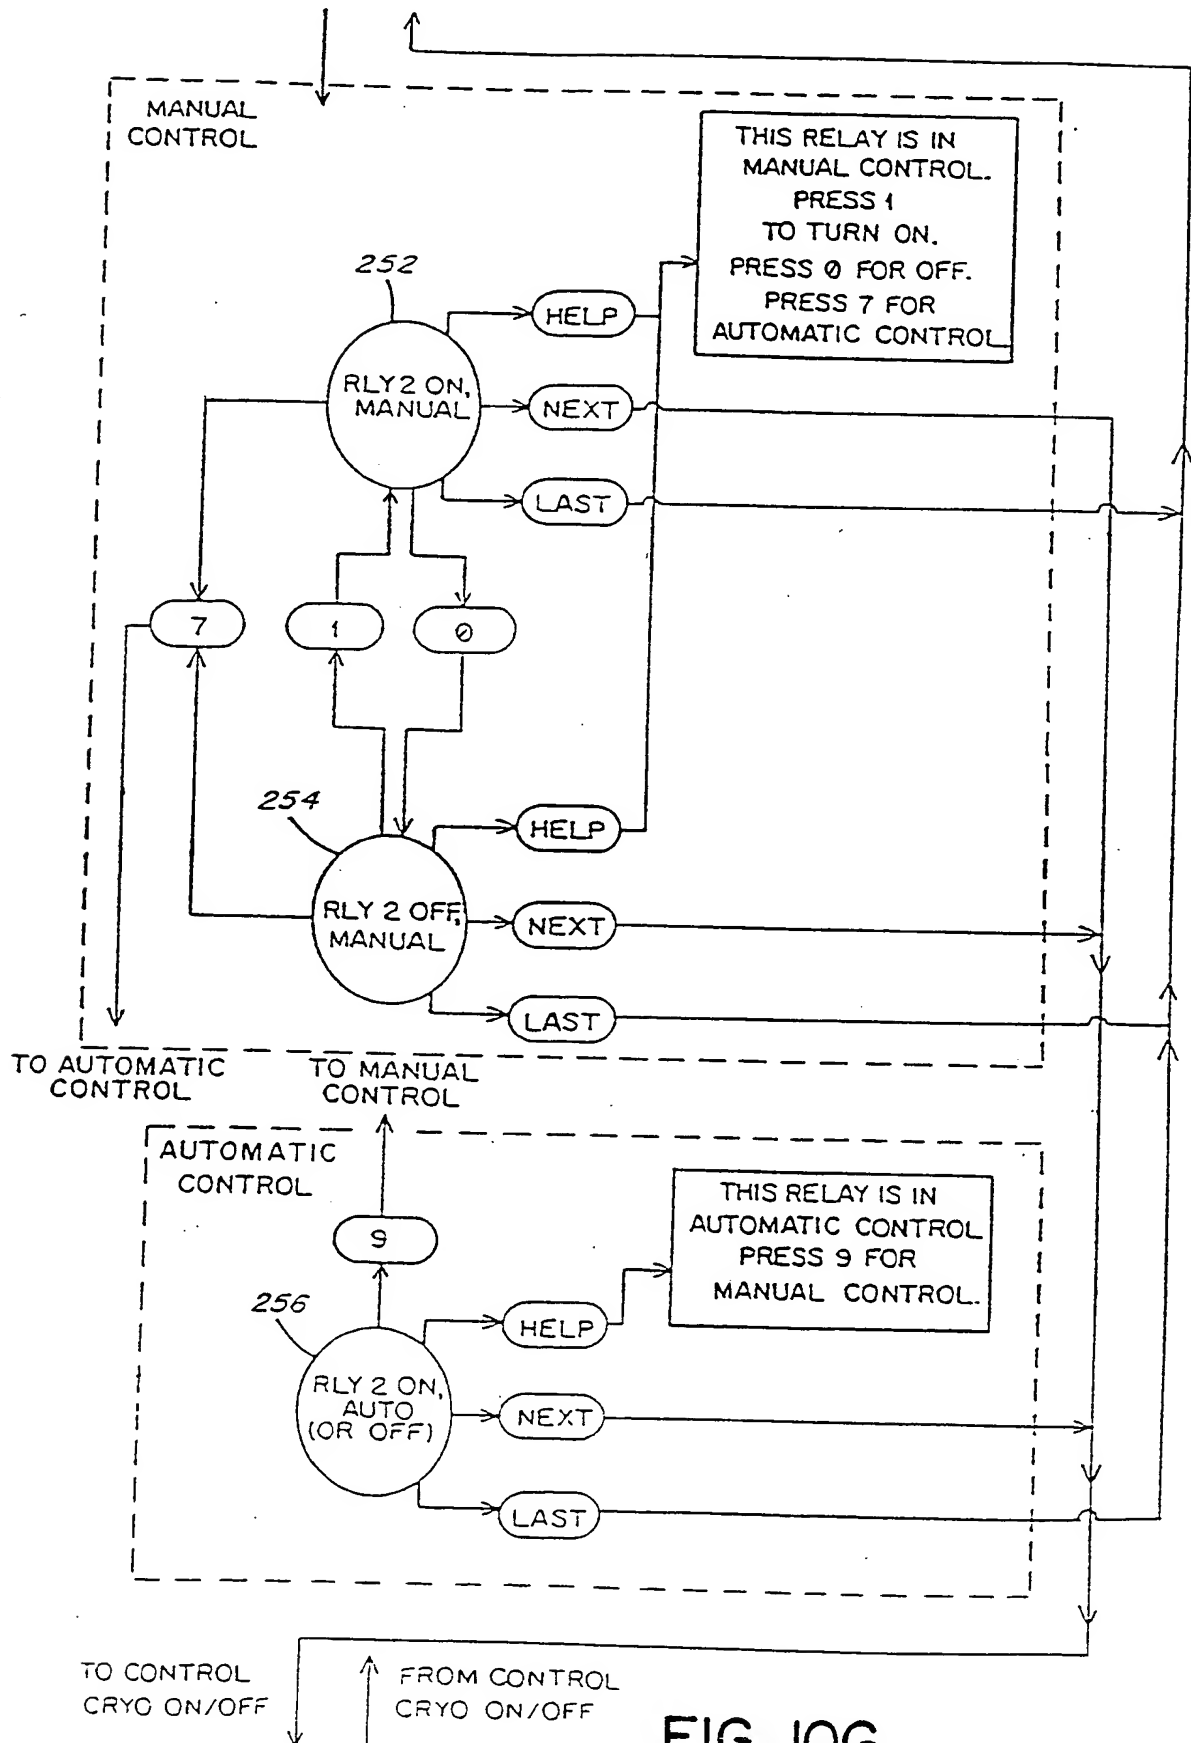 MANUAL
CONTROL
THIS RELAY IS IN
MANUAL CONTROL.
PRESS 1
TO TURN ON.
PRESS 0 FOR OFF.
PRESS 7 FOR
AUTOMATIC CONTROL
252
HELP
RLY 2 ON,
MANUAL
NEXT
LAST
7
1
0
254
HELP
RLY 2 OFF,
MANUAL
NEXT
LAST
TO AUTOMATIC
CONTROL
TO MANUAL
CONTROL
AUTOMATIC
CONTROL
THIS RELAY IS IN
AUTOMATIC CONTROL
PRESS 9 FOR
MANUAL CONTROL.
9
256
HELP
RLY 2 ON,
AUTO
(OR OFF)
NEXT
LAST
TO CONTROL
CRYO ON/OFF
FROM CONTROL
CRYO ON/OFF
FIG. 10G